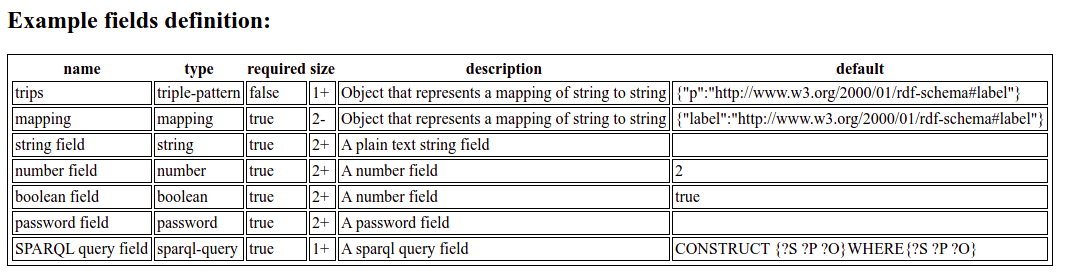 Example fields definition:
name type required size description default
trips triple-pattern false 1+ Object that represents a mapping of string to string {"p":"http://www.w3.org/2000/01/rdf-schema#label"}
mapping mapping true 2- Object that represents a mapping of string to string {"label":"http://www.w3.org/2000/01/rdf-schema#label"}
string field string true 2+ A plain text string field
number field number true 2+ A number field 2
boolean field boolean true 2+ A number field true
password field password true 2+ A password field
SPARQL query field sparql-query true 1+ A sparql query field CONSTRUCT {?S ?P ?O}WHERE{?S ?P ?O}